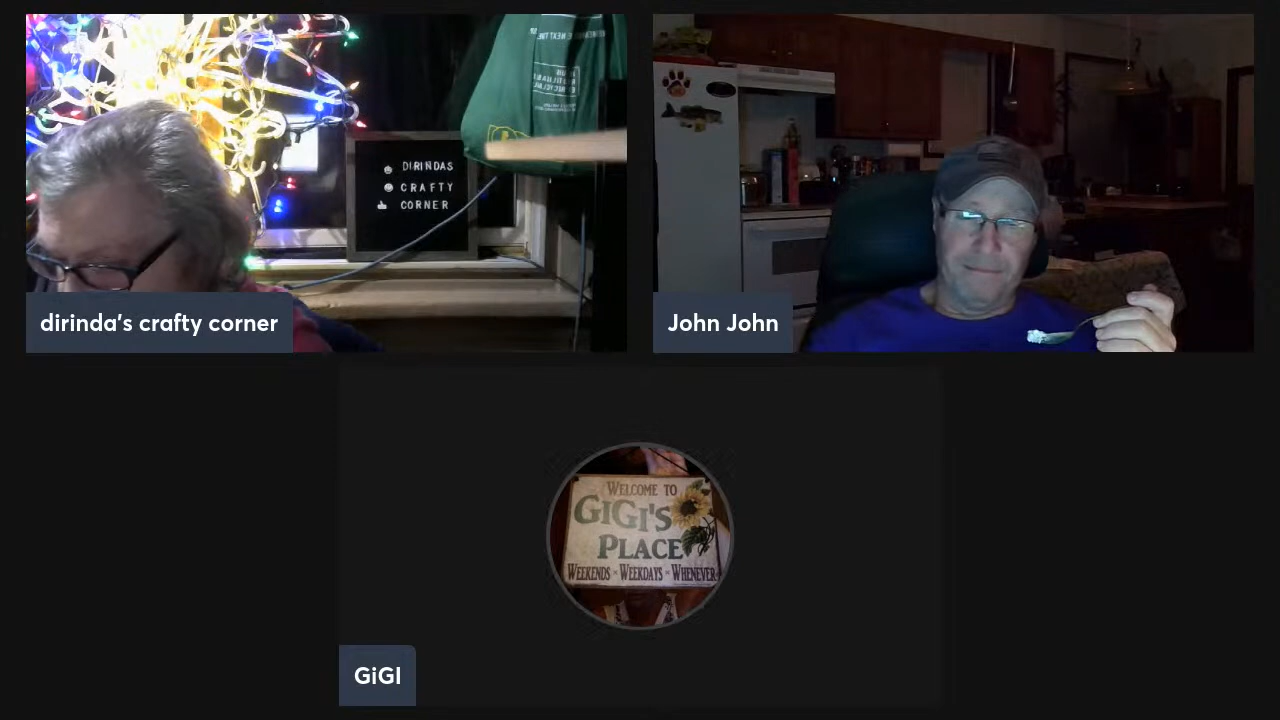 DIRINDAS
CRAFTY
CORNER
dirinda's crafty corner
John John
WELCOME TO
GIGI'S
PLACE
WEEKENDS - WEEKDAYS - WHENEVER
GiGI